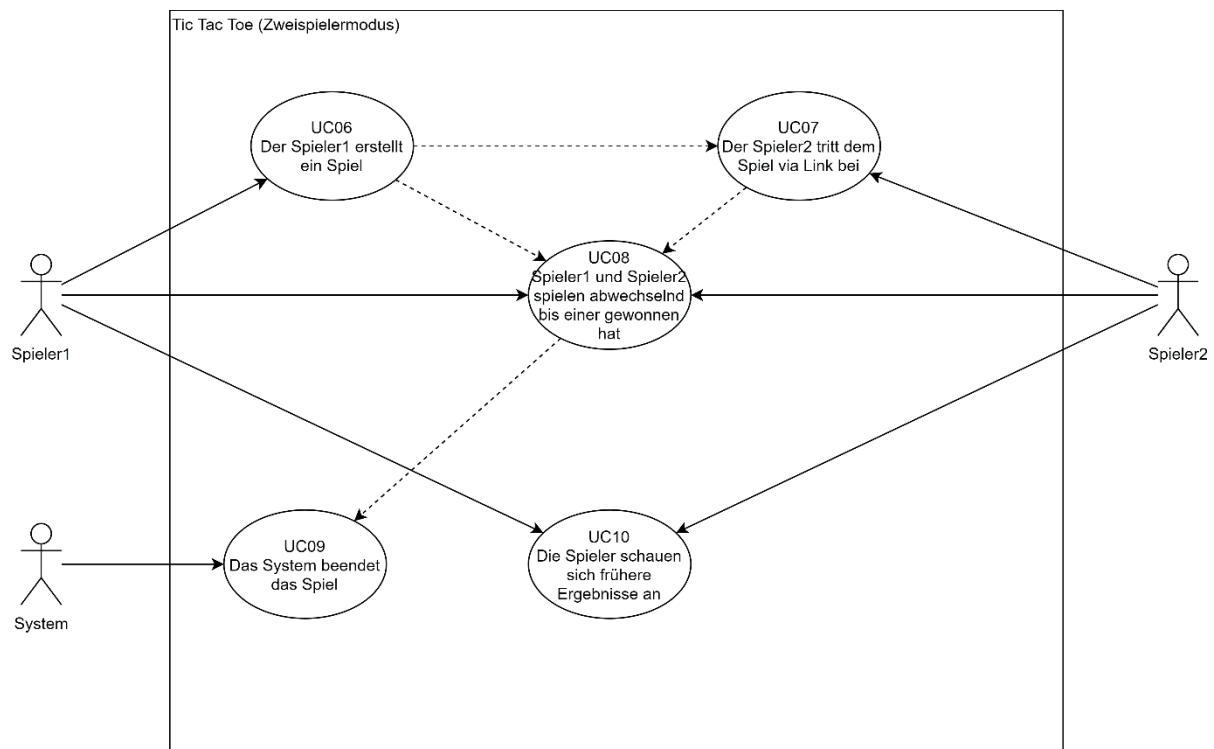 Tic Tac Toe (Zweispielermodus)
UC06
Der Spieler1 erstellt
ein Spiel
UC07
Der Spieler2 tritt dem
Spiel via Link bei
UC08
Spieler1 und Spieler2
spielen abwechselnd
bis einer gewonnen
hat
Spieler1
Spieler2
UC09
Das System beendet
das Spiel
UC10
Die Spieler schauen
sich frühere
Ergebnisse an
System